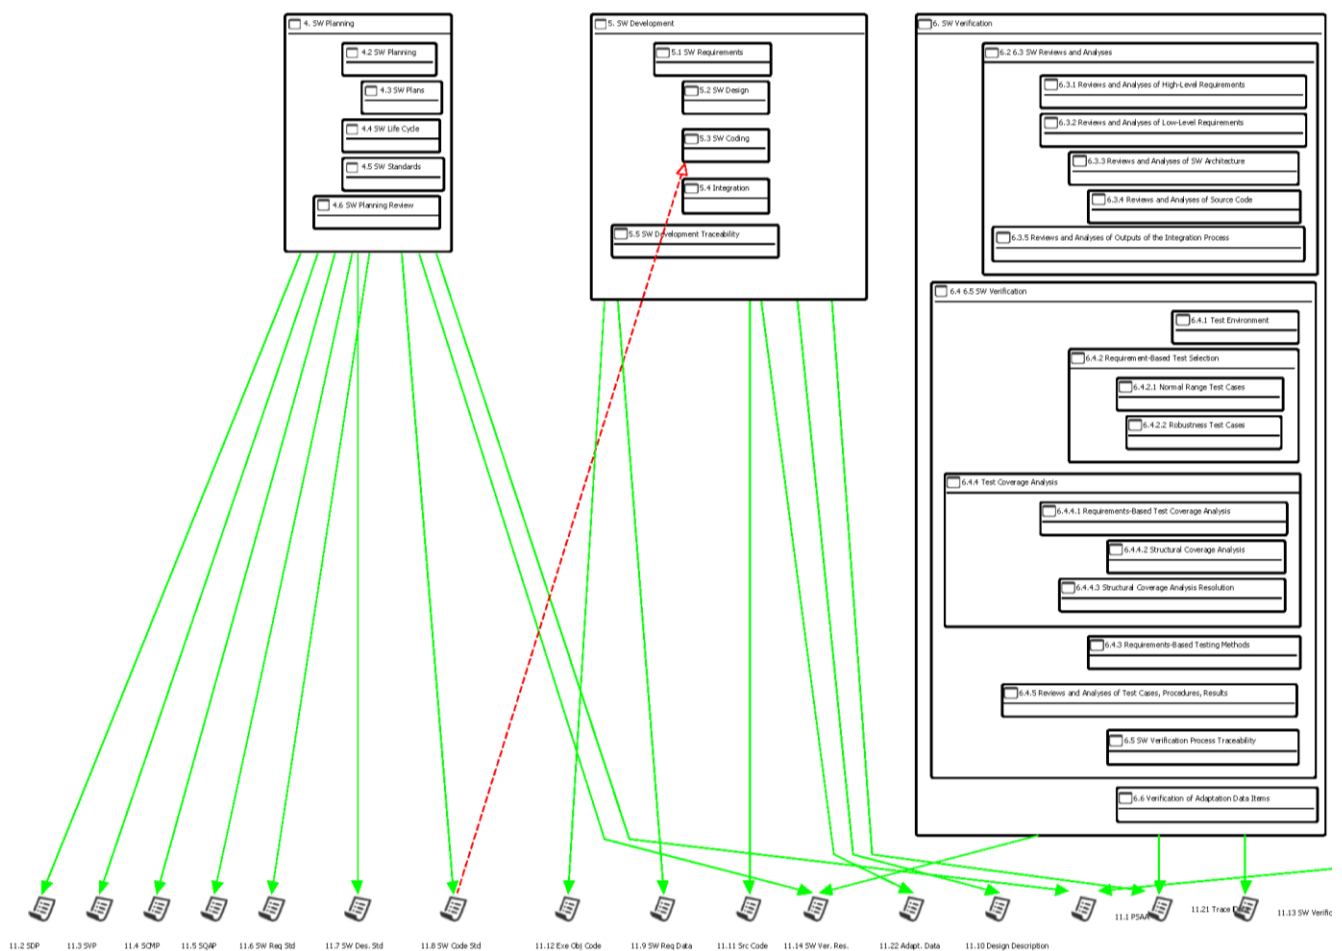 4. SW Planning
4.2 SW Planning
4.3 SW Plans
4.4 SW Life Cycle
4.5 SW Standards
4.6 SW Planning Review
5. SW Development
5.1 SW Requirements
5.2 SW Design
5.3 SW Coding
5.4 Integration
5.5 SW Development Traceability
6. SW Verification
6.2 6.3 SW Reviews and Analyses
6.3.1 Reviews and Analyses of High-Level Requirements
6.3.2 Reviews and Analyses of Low-Level Requirements
6.3.3 Reviews and Analyses of SW Architecture
6.3.4 Reviews and Analyses of Source Code
6.3.5 Reviews and Analyses of Outputs of the Integration Process
6.4 6.5 SW Verification
6.4.1 Test Environment
6.4.2 Requirement-Based Test Selection
6.4.2.1 Normal Range Test Cases
6.4.2.2 Robustness Test Cases
6.4.4 Test Coverage Analysis
6.4.4.1 Requirements-Based Test Coverage Analysis
6.4.4.2 Structural Coverage Analysis
6.4.4.3 Structural Coverage Analysis Resolution
6.4.3 Requirements-Based Testing Methods
6.4.5 Reviews and Analyses of Test Cases, Procedures, Results
6.5 SW Verification Process Traceability
6.6 Verification of Adaptation Data Items
11.2 SDP
11.3 SVP
11.4 SCMP
11.5 SQAP
11.6 SW Req Std
11.7 SW Des. Std
11.8 SW Code Std
11.12 Exe Obj Code
11.9 SW Req Data
11.11 Src Code
11.14 SW Ver. Res.
11.22 Adapt. Data
11.10 Design Description
11.1 PSAA
11.21 Trace
11.13 SW Verific